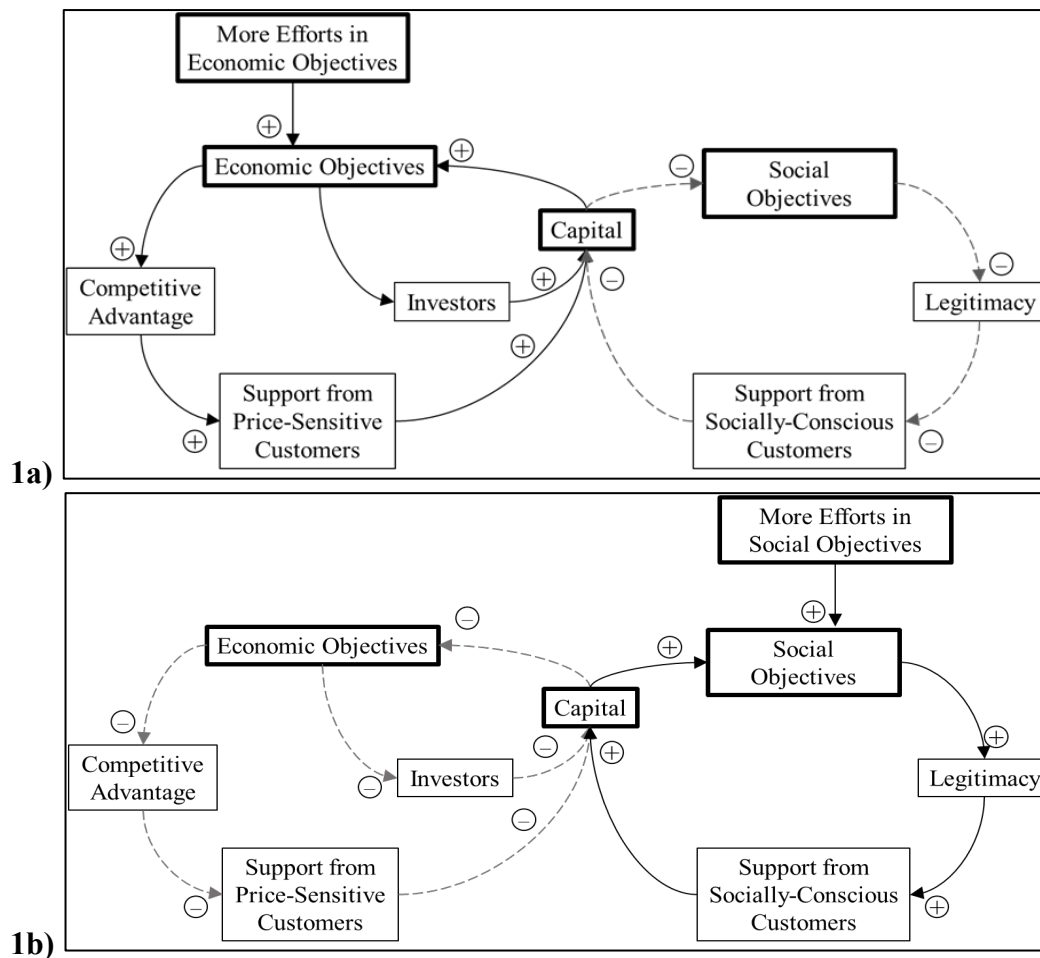 More Efforts in
Economic Objectives
+
Economic Objectives
+
−
Social
Objectives
Capital
+
−
Competitive
Advantage
Investors
+
−
Legitimacy
+
Support from
Price-Sensitive
Customers
+
Support from
Socially-Conscious
Customers
−
1a)
More Efforts in
Social Objectives
+
Economic Objectives
−
+
Social
Objectives
Capital
−
+
Competitive
Advantage
Investors
−
−
+
Legitimacy
−
Support from
Price-Sensitive
Customers
−
Support from
Socially-Conscious
Customers
+
1b)